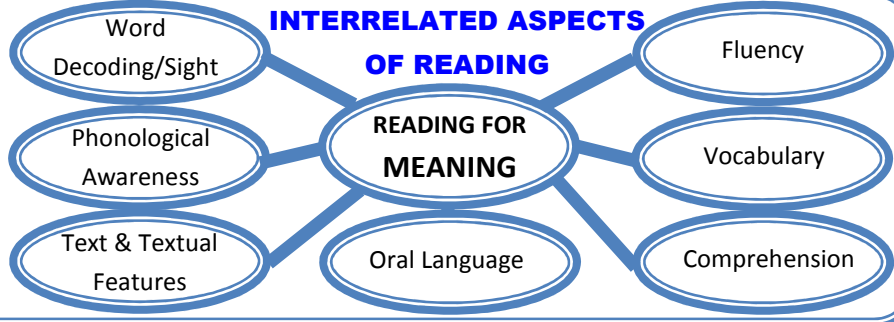 INTERRELATED ASPECTS
OF READING
Word
Decoding/Sight
Fluency
READING FOR
MEANING
Phonological
Awareness
Vocabulary
Text & Textual
Features
Oral Language
Comprehension